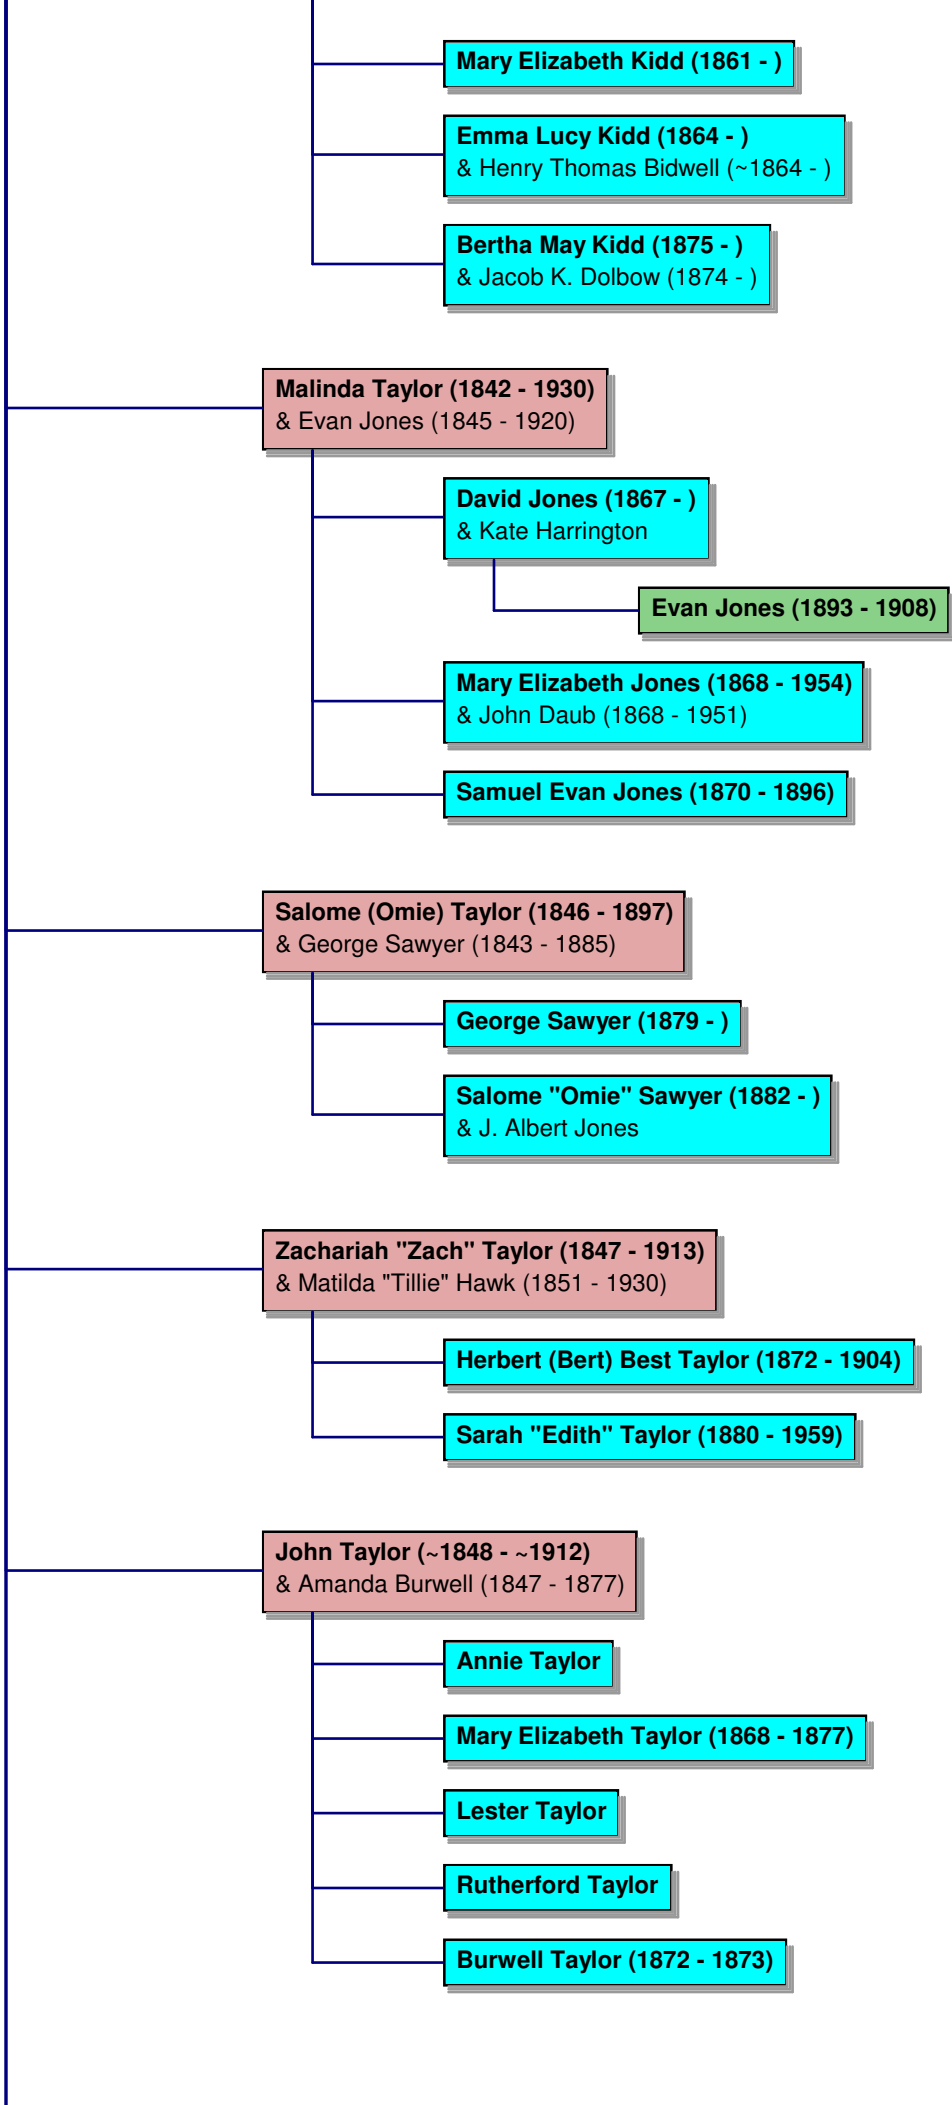 Mary Elizabeth Kidd (1861 - )
Emma Lucy Kidd (1864 - )
& Henry Thomas Bidwell (~1864 - )
Bertha May Kidd (1875 - )
& Jacob K. Dolbow (1874 - )
Malinda Taylor (1842 - 1930)
& Evan Jones (1845 - 1920)
David Jones (1867 - )
& Kate Harrington
Evan Jones (1893 - 1908)
Mary Elizabeth Jones (1868 - 1954)
& John Daub (1868 - 1951)
Samuel Evan Jones (1870 - 1896)
Salome (Omie) Taylor (1846 - 1897)
& George Sawyer (1843 - 1885)
George Sawyer (1879 - )
Salome "Omie" Sawyer (1882 - )
& J. Albert Jones
Zachariah "Zach" Taylor (1847 - 1913)
& Matilda "Tillie" Hawk (1851 - 1930)
Herbert (Bert) Best Taylor (1872 - 1904)
Sarah "Edith" Taylor (1880 - 1959)
John Taylor (~1848 - ~1912)
& Amanda Burwell (1847 - 1877)
Annie Taylor
Mary Elizabeth Taylor (1868 - 1877)
Lester Taylor
Rutherford Taylor
Burwell Taylor (1872 - 1873)